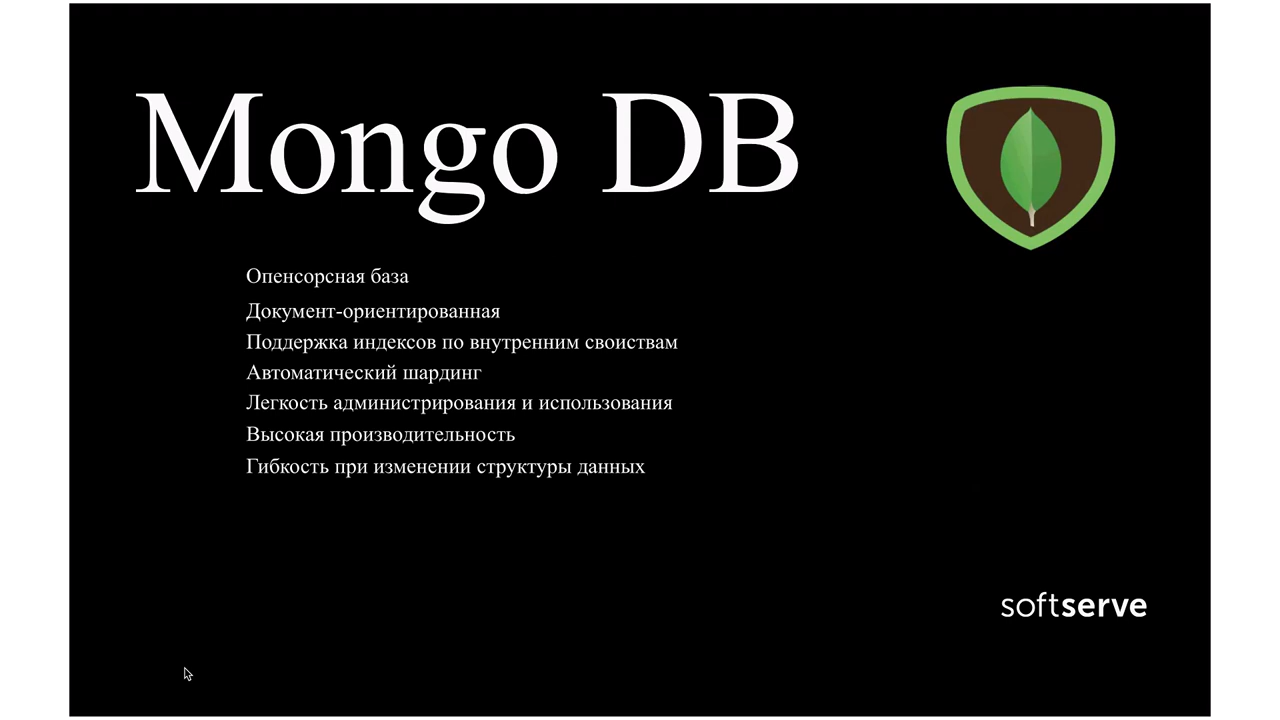 Mongo DB
Опенсорсная база
Документ-ориентированная
Поддержка индексов по внутренним своиствам
Автоматический шардинг
Легкость администрирования и использования
Высокая производительность
Гибкость при изменении структуры данных
softserve